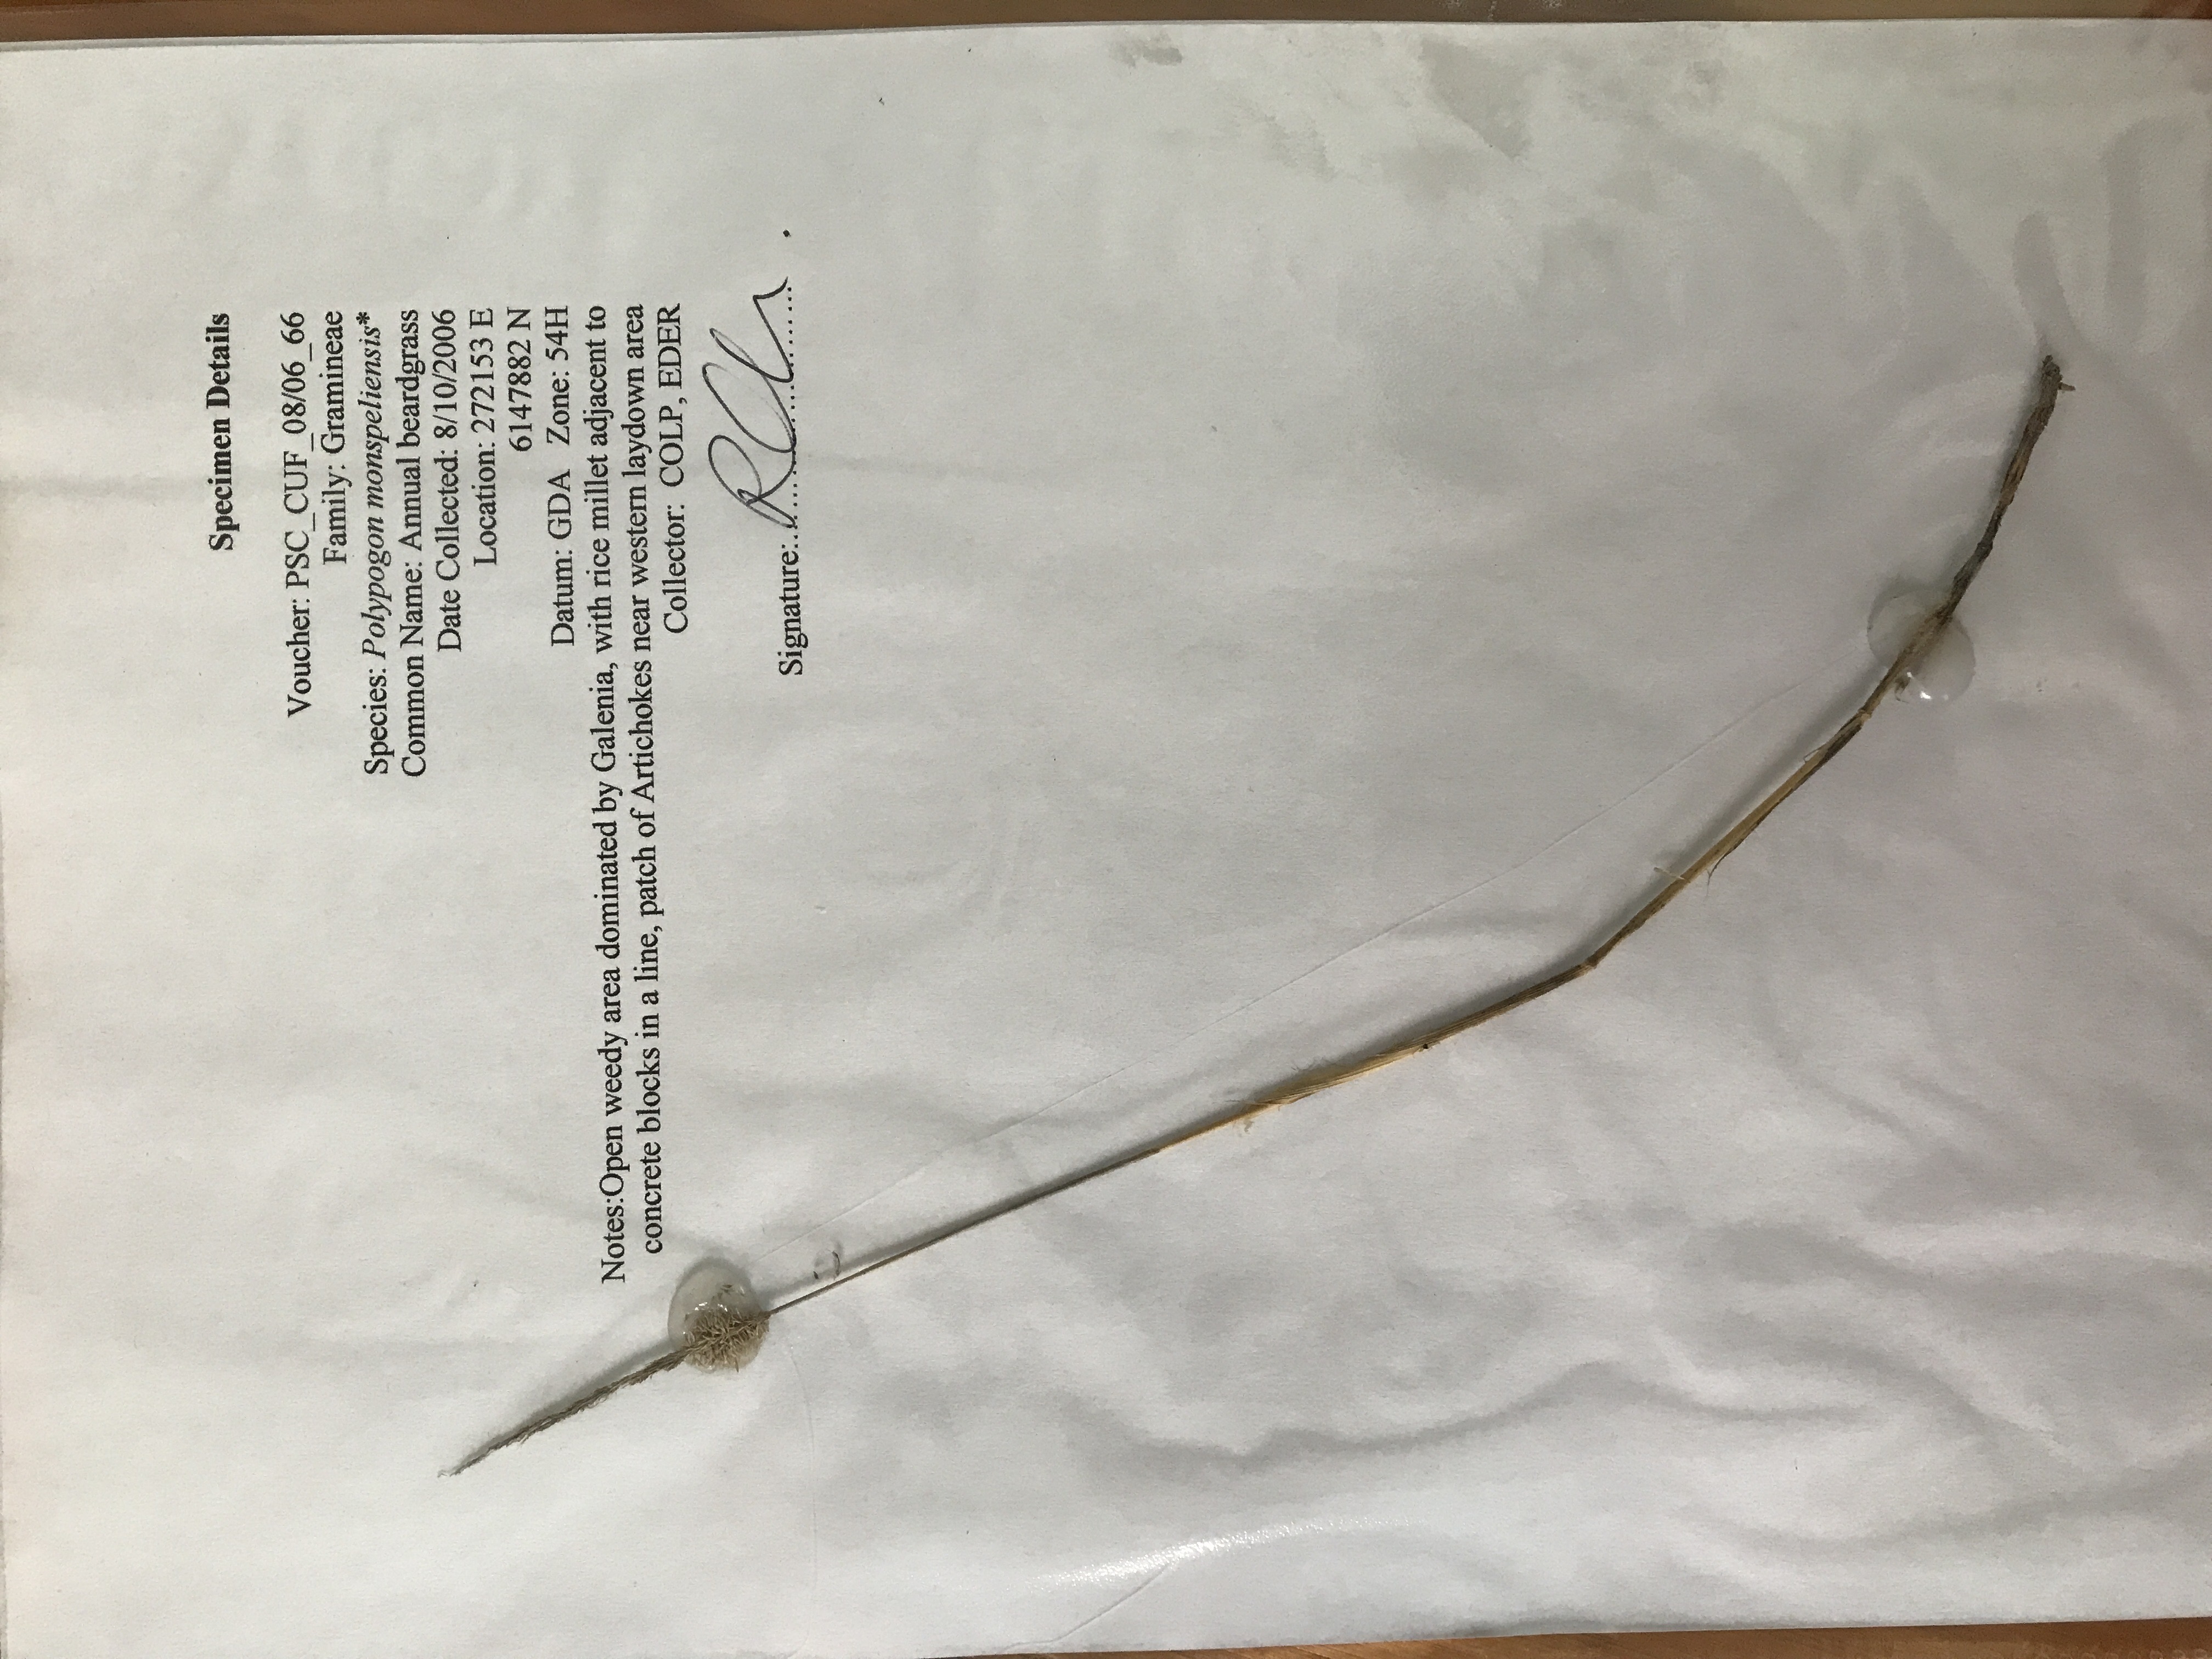 Specimen Details
Voucher: PSC_CUF_08/06_66
Family: Gramineae
Species: Polypogon monspeliensis*
Common Name: Annual beardgrass
Date Collected: 8/10/2006
Location: 272153 E
6147882 N
Datum: GDA Zone: 54H
Notes:Open weedy area dominated by Galenia, with rice millet adjacent to
concrete blocks in a line, patch of Artichokes near western laydown area
Collector: COLP, EDER
Signature: